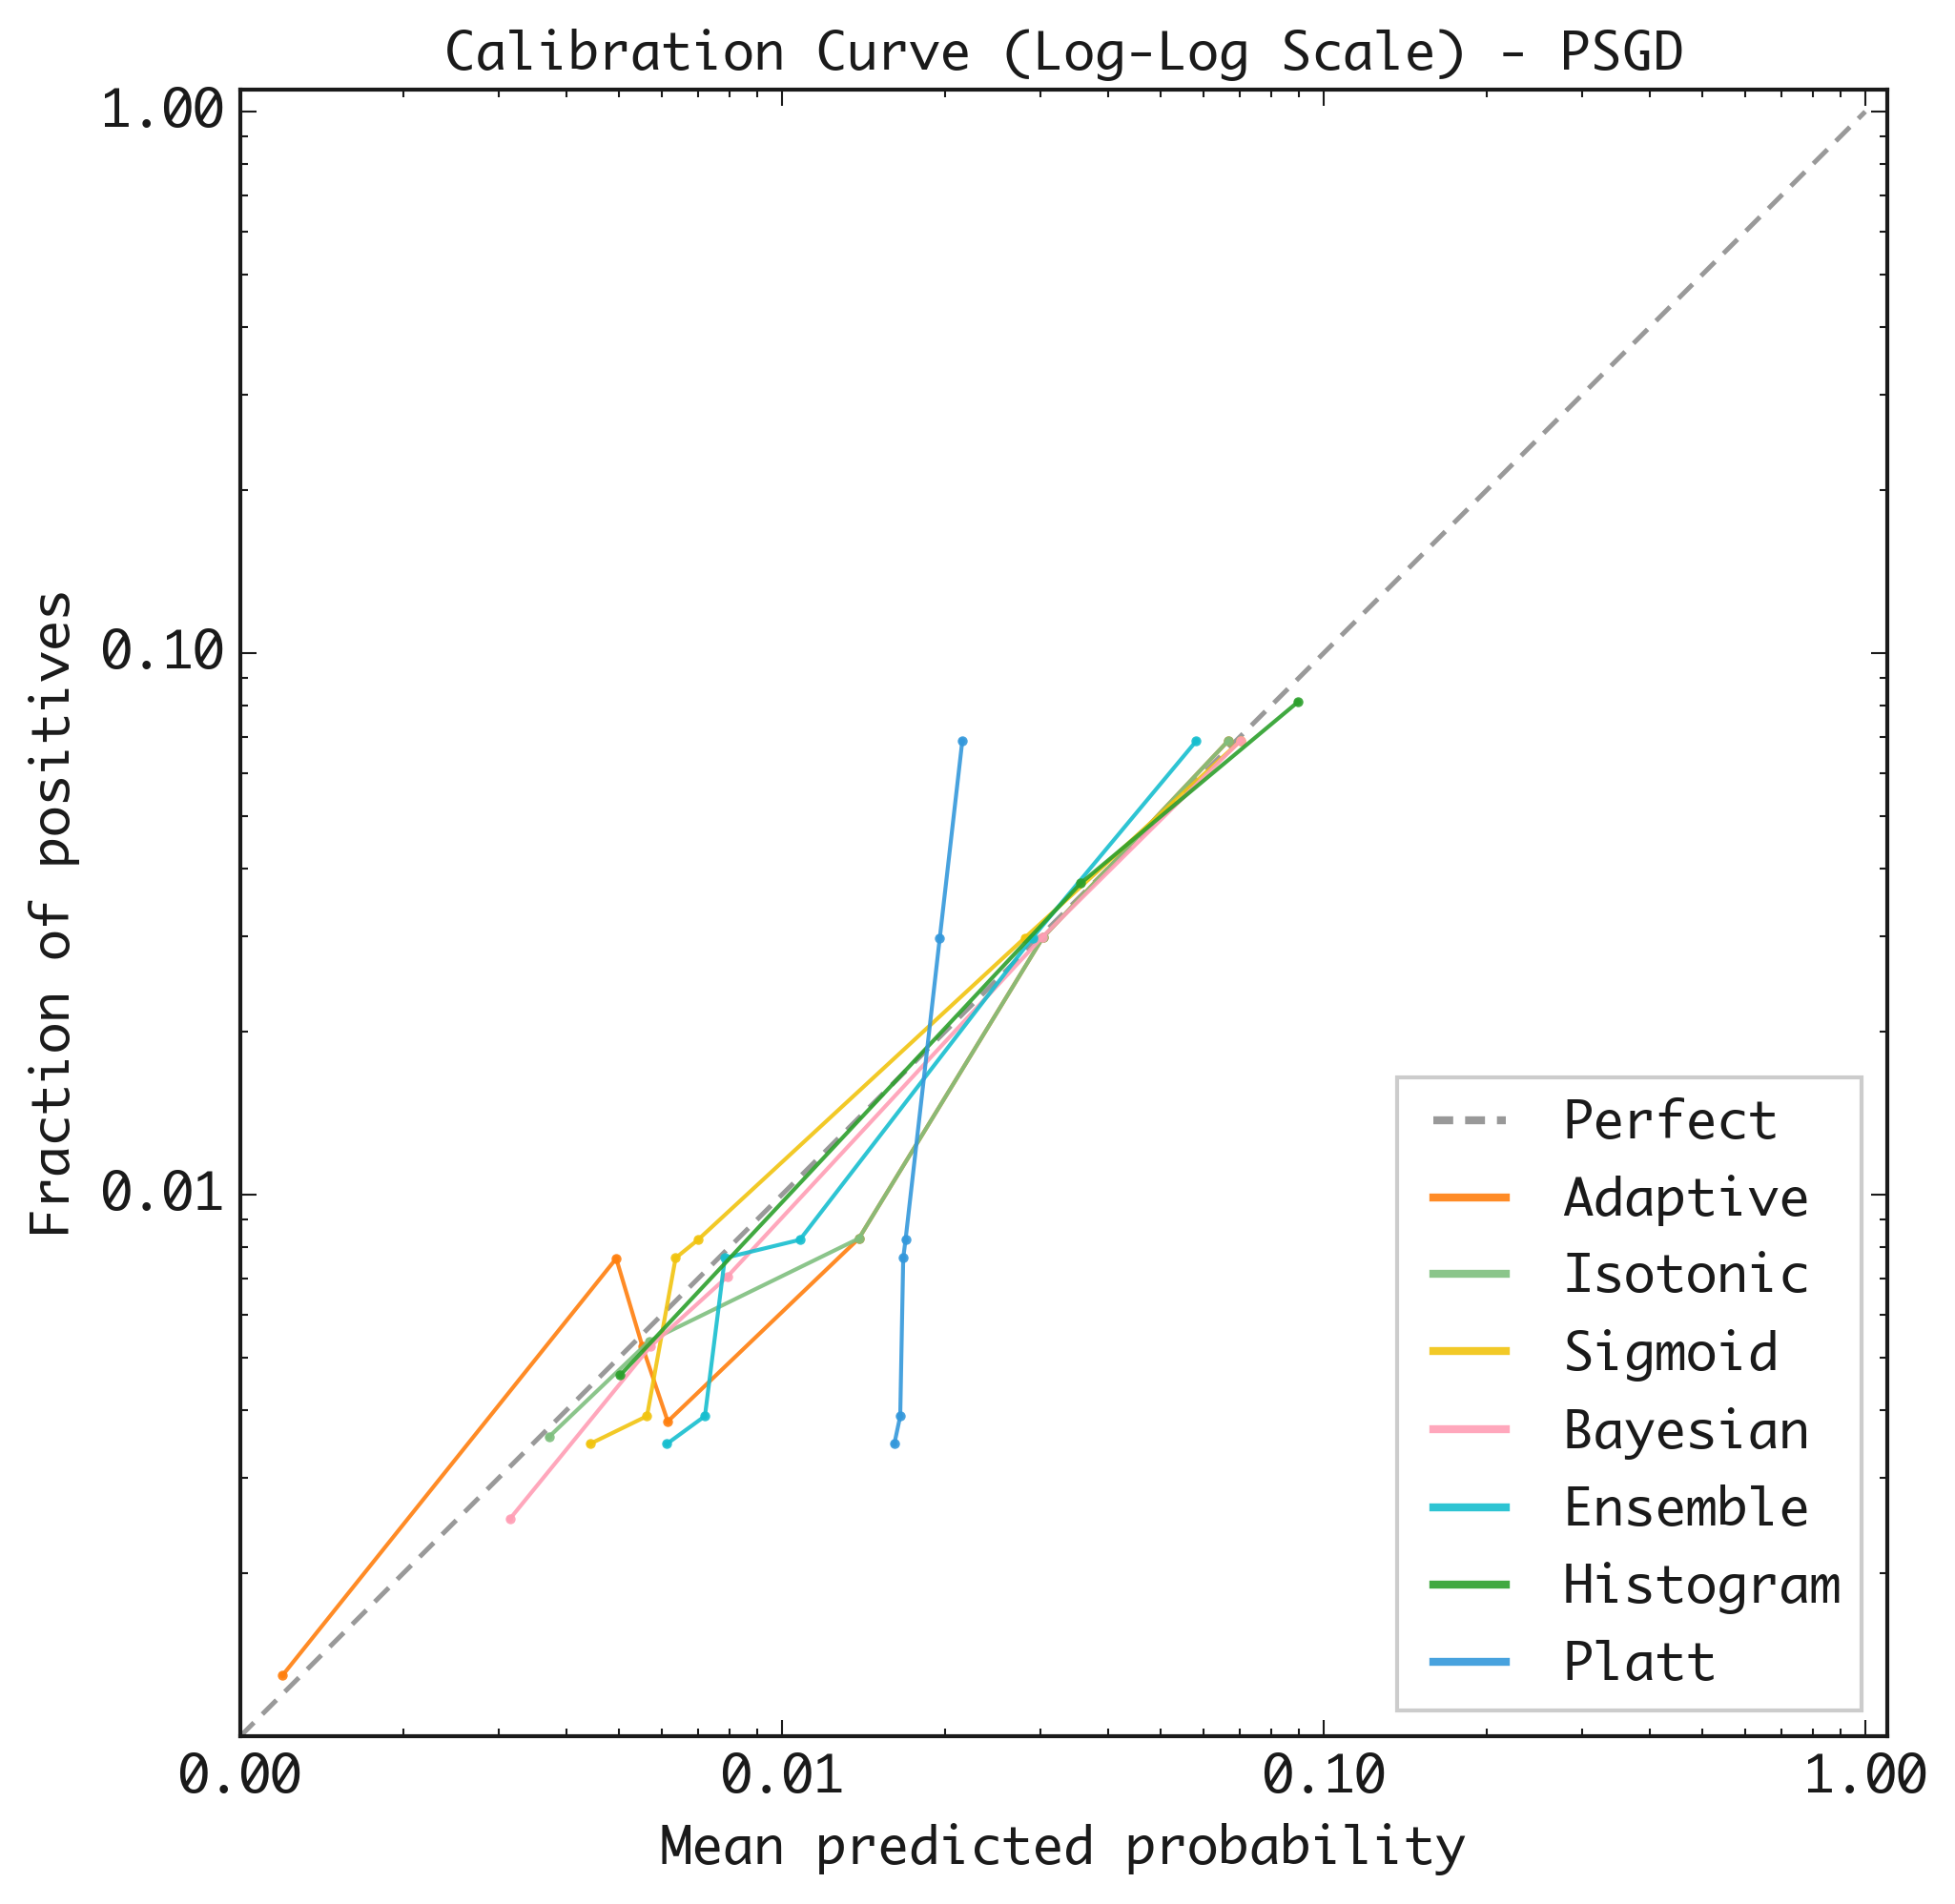 Calibration Curve (Log-Log Scale) - PSGD
1.00
0.10
0.01
Fraction of positives
0.00
0.01
0.10
1.00
Mean predicted probability
Perfect
Adaptive
Isotonic
Sigmoid
Bayesian
Ensemble
Histogram
Platt